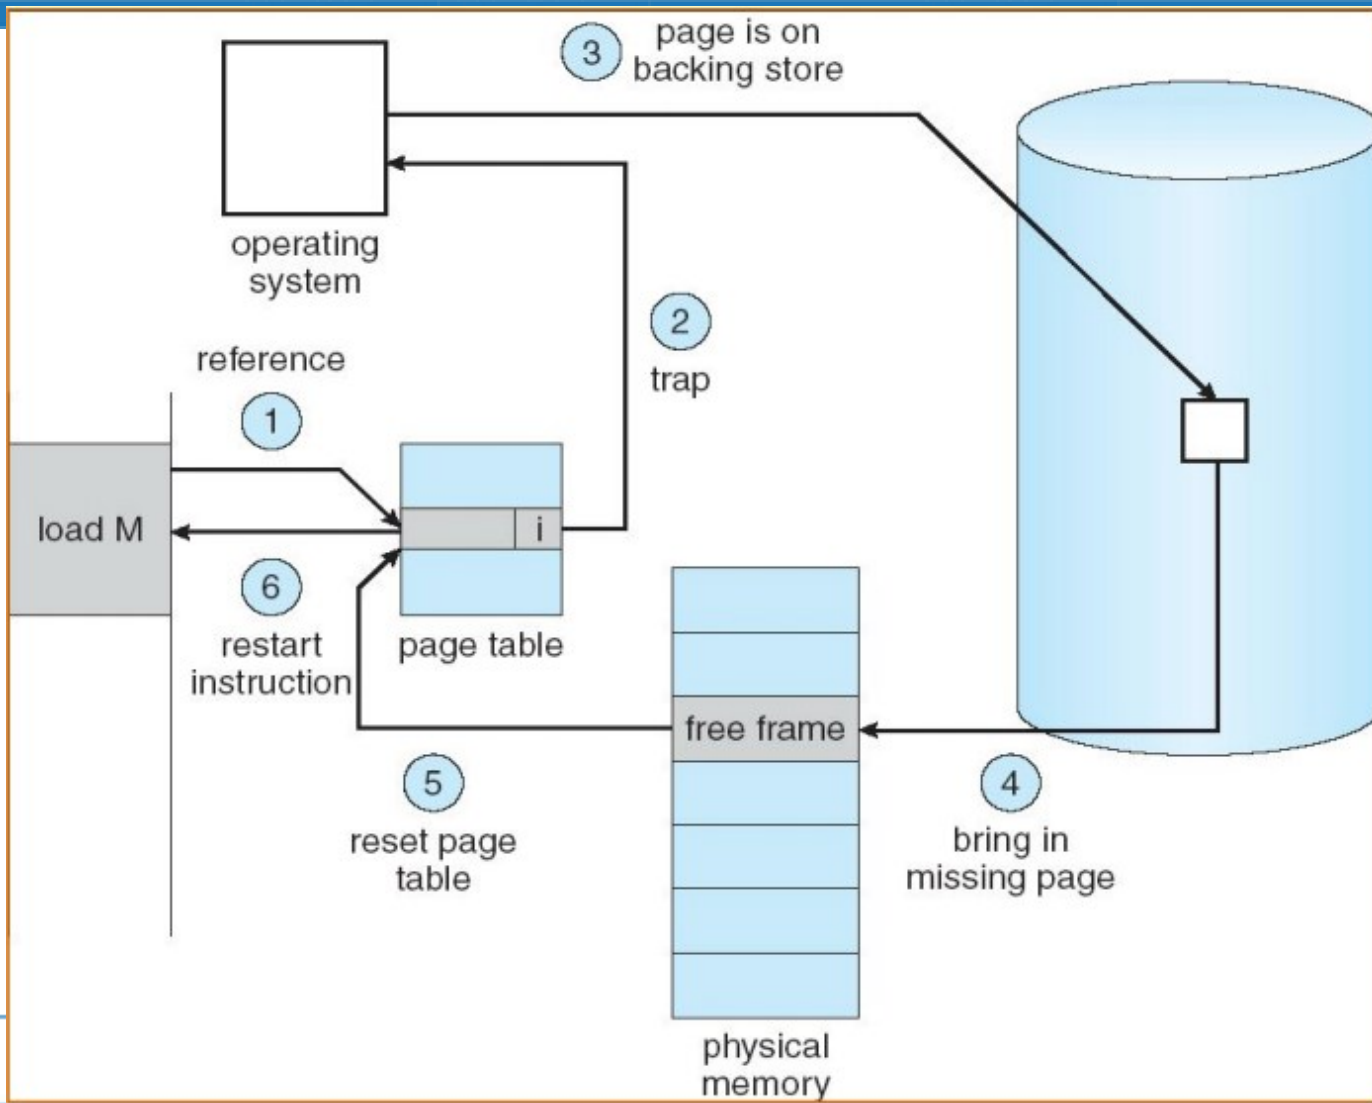 3
page is on
backing store
operating
system
2
trap
reference
1
load M
i
6
restart
instruction
page table
free frame
5
reset page
table
4
bring in
missing page
physical
memory